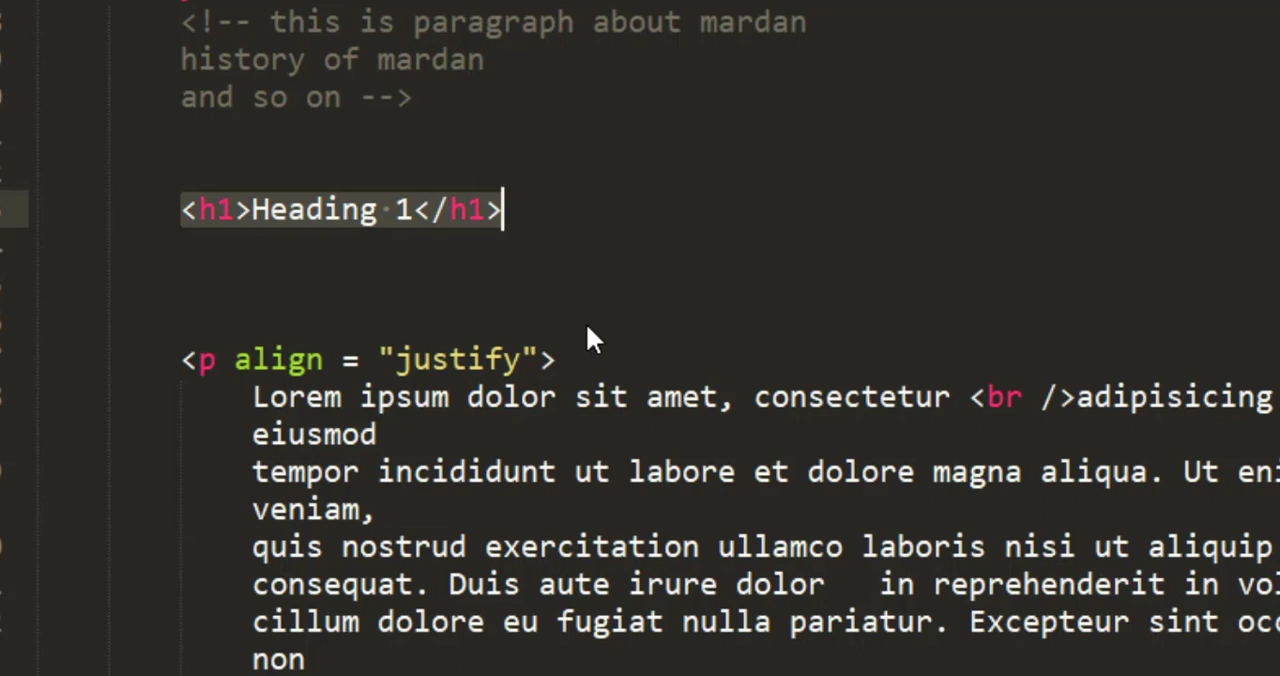 <!-- this is paragraph about mardan
history of mardan
and so on -->
<h1>Heading 1</h1>
<p align = "justify">
Lorem ipsum dolor sit amet, consectetur <br />adipisicing
eiusmod
tempor incididunt ut labore et dolore magna aliqua. Ut
veniam,
quis nostrud exercitation ullamco laboris nisi ut aliquip
consequat. Duis aute irure dolor   in reprehenderit in
cillum dolore eu fugiat nulla pariatur. Excepteur sint
non